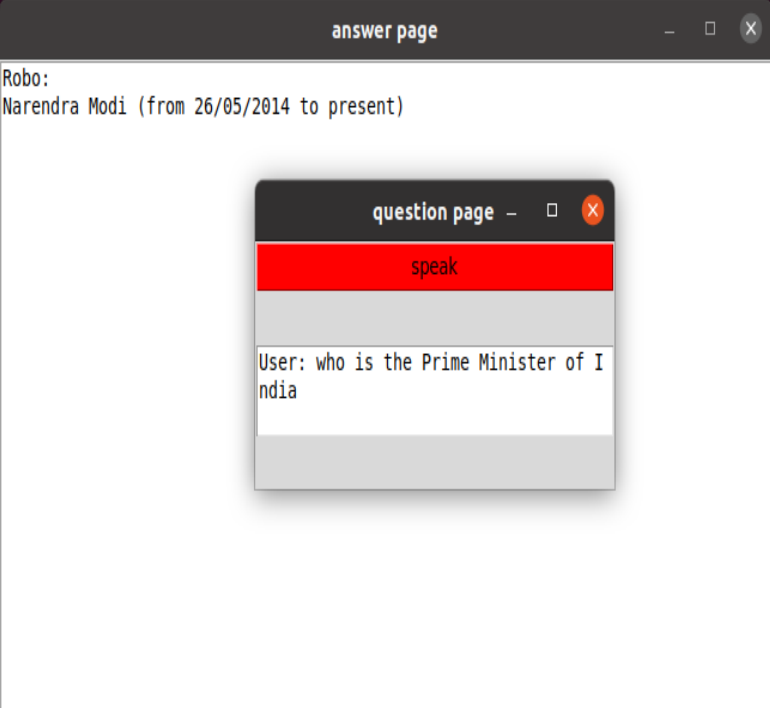 answer page
Robo:
Narendra Modi (from 26/05/2014 to present)
question page
speak
User: who is the Prime Minister of I
ndia